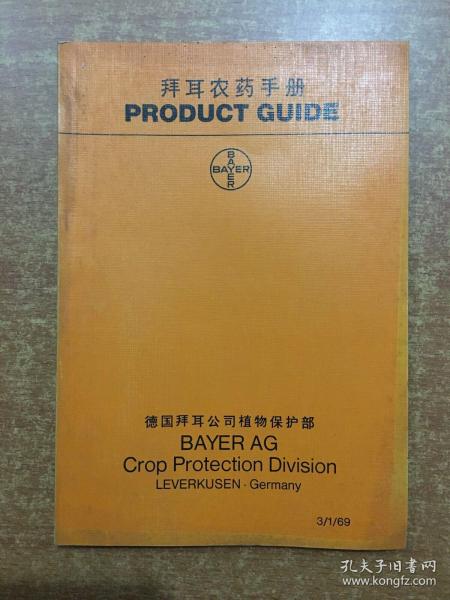 拜耳农药手册
PRODUCT GUIDE
BAYER
BAYER
德国拜耳公司植物保护部
BAYER AG
Crop Protection Division
LEVERKUSEN · Germany
3/1/69
孔夫子旧书网
www.kongfz.com